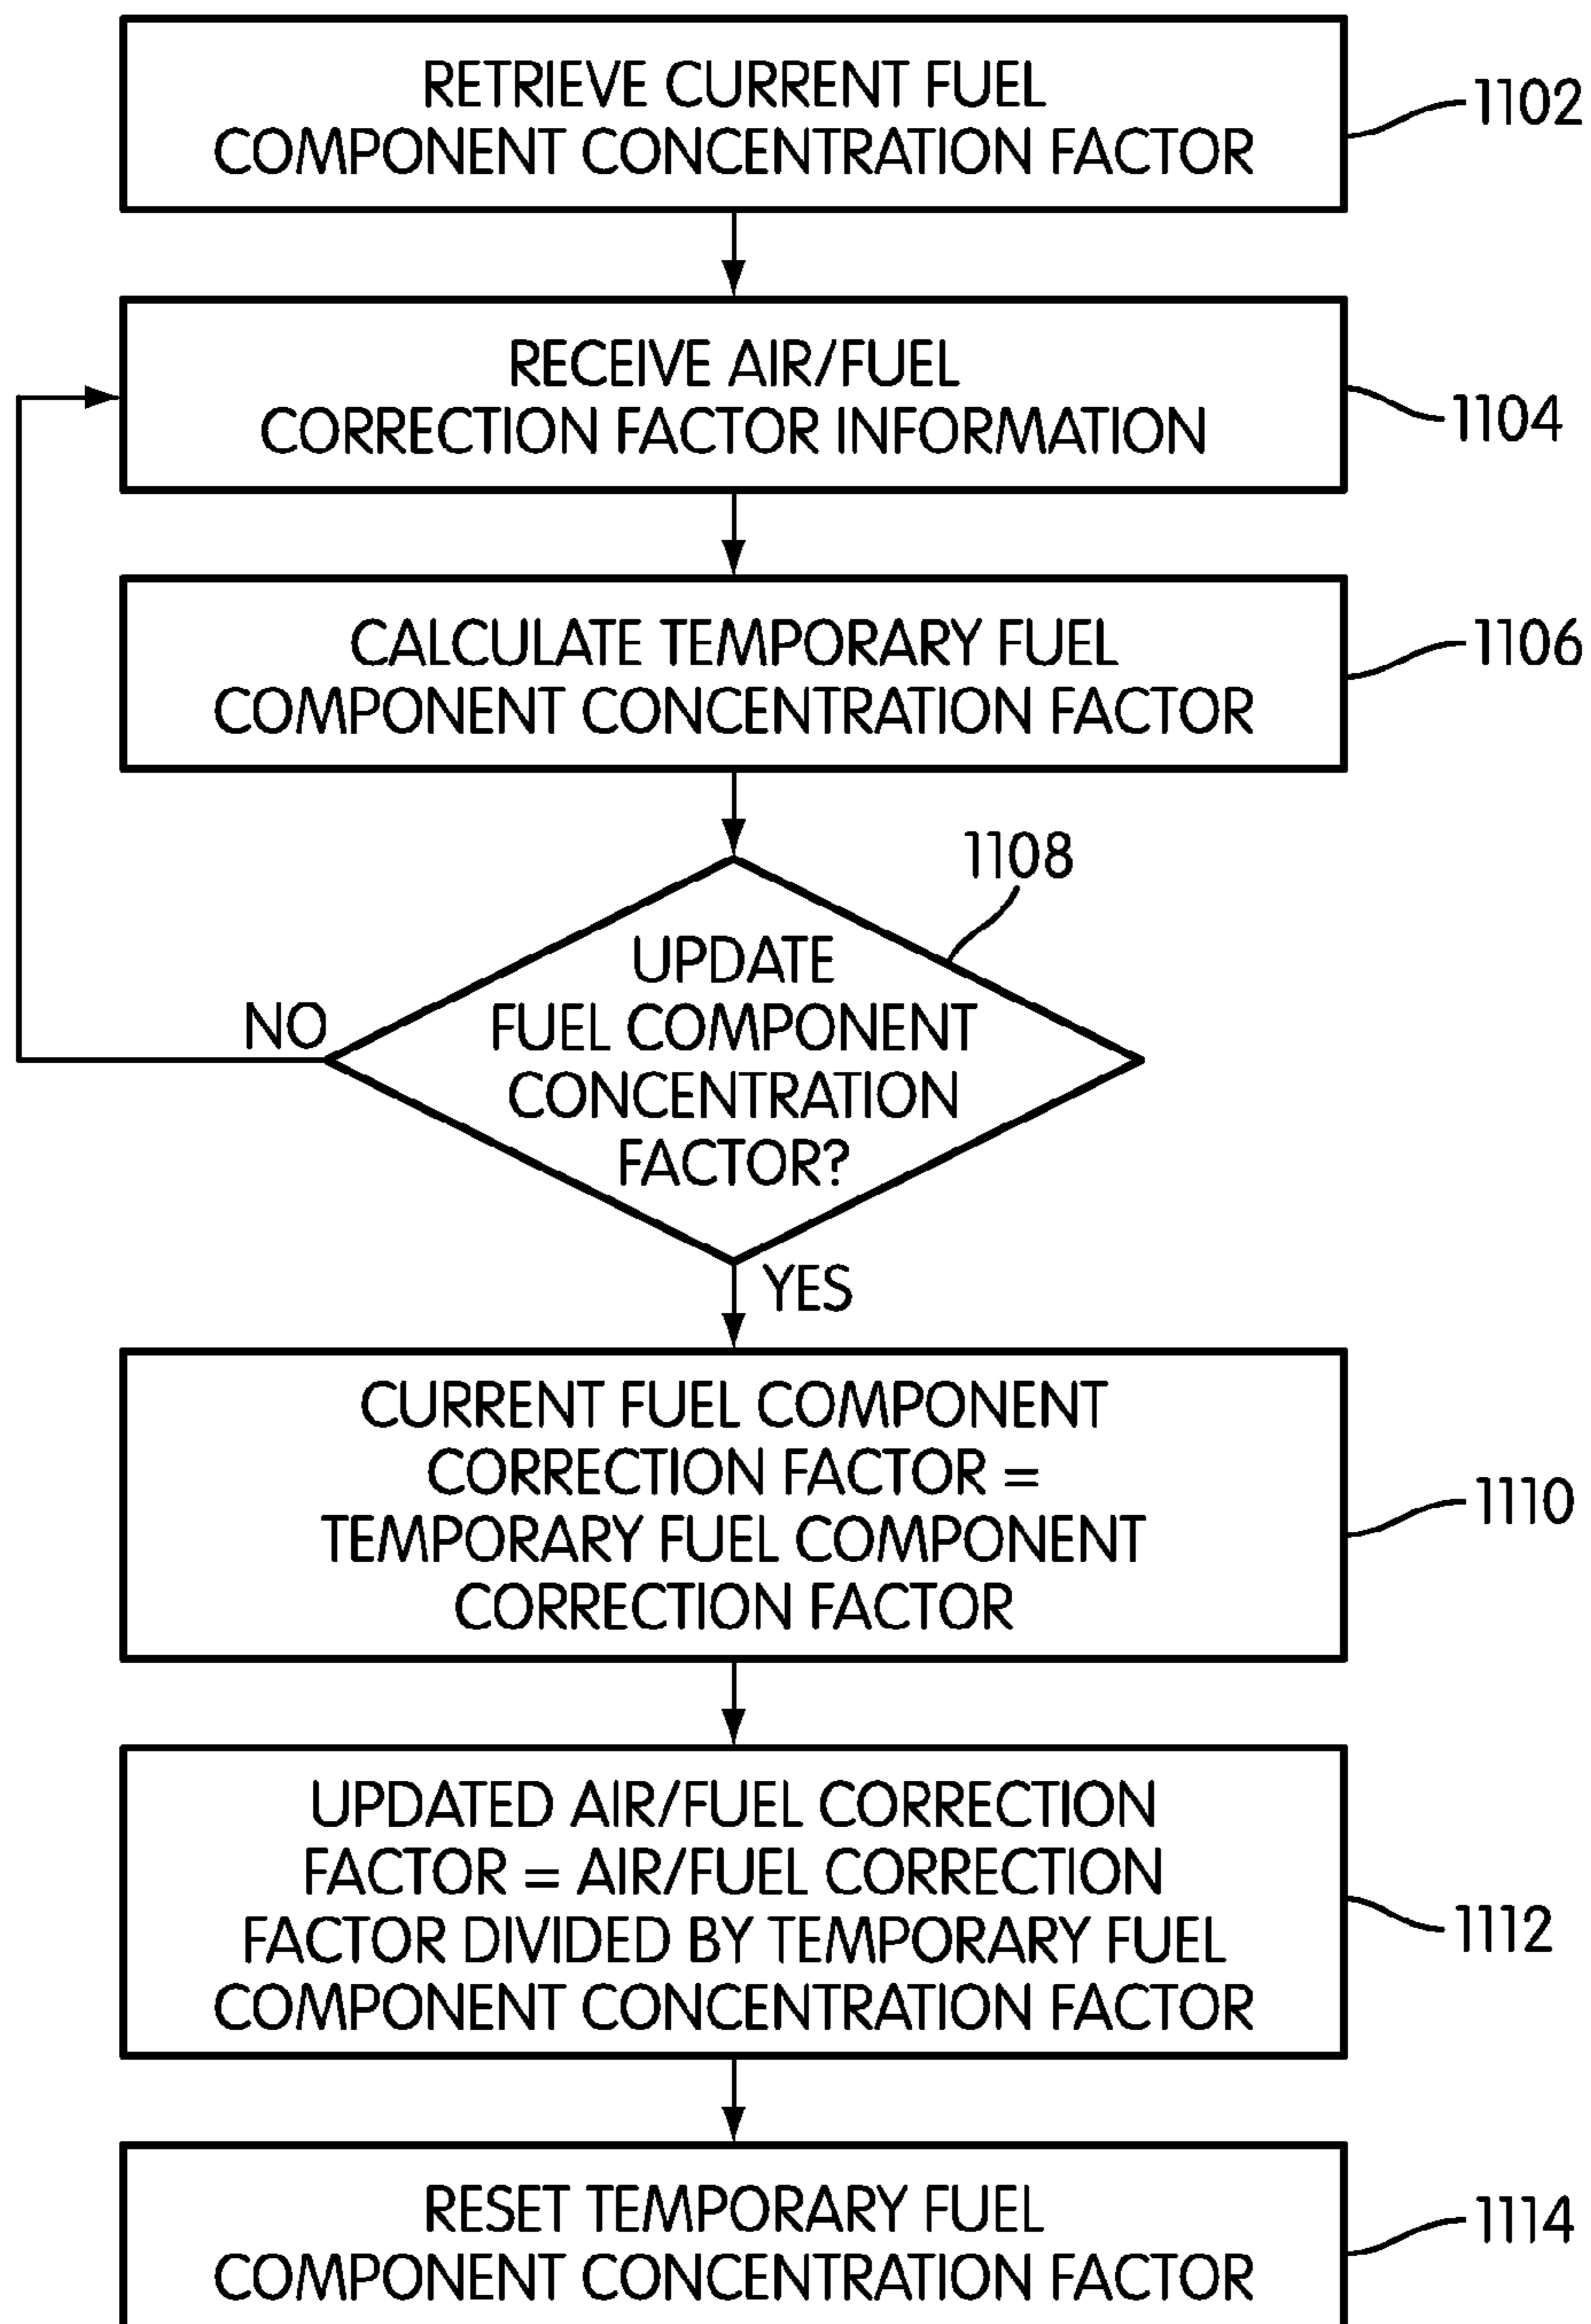 RETRIEVE CURRENT FUEL
COMPONENT CONCENTRATION FACTOR
1102
RECEIVE AIR/FUEL
CORRECTION FACTOR INFORMATION
1104
CALCULATE TEMPORARY FUEL
COMPONENT CONCENTRATION FACTOR
1106
1108
UPDATE
FUEL COMPONENT
CONCENTRATION
FACTOR?
NO
YES
CURRENT FUEL COMPONENT
CORRECTION FACTOR =
TEMPORARY FUEL COMPONENT
CORRECTION FACTOR
1110
UPDATED AIR/FUEL CORRECTION
FACTOR = AIR/FUEL CORRECTION
FACTOR DIVIDED BY TEMPORARY FUEL
COMPONENT CONCENTRATION FACTOR
1112
RESET TEMPORARY FUEL
COMPONENT CONCENTRATION FACTOR
1114